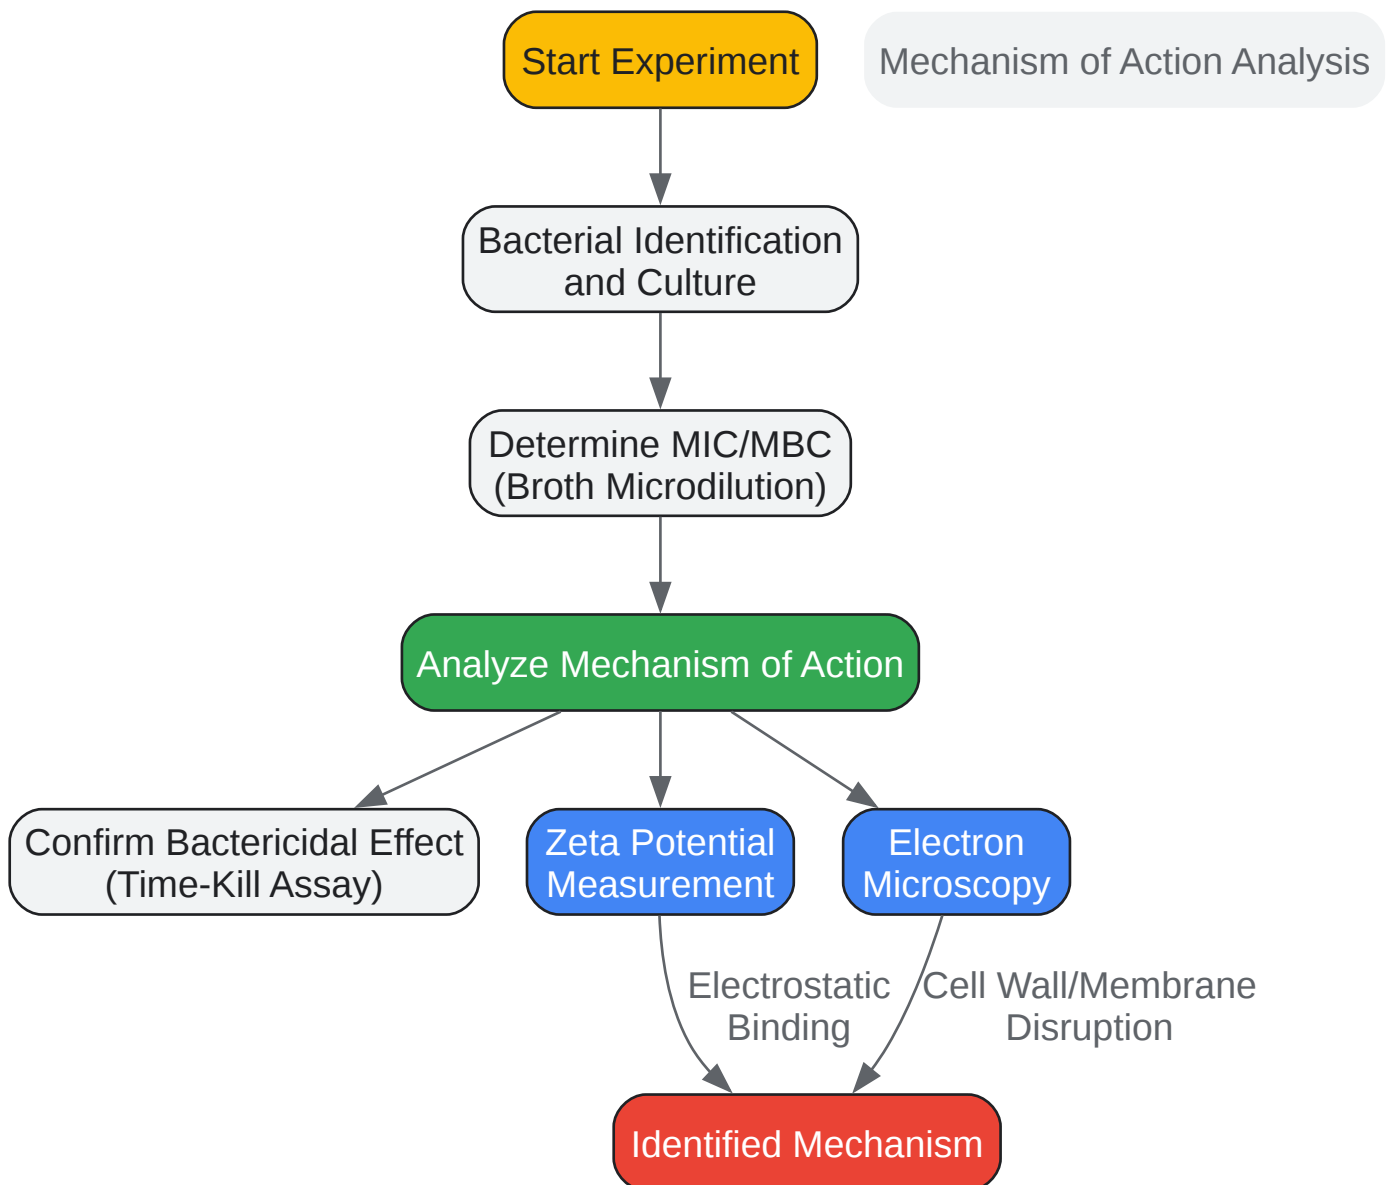 Start Experiment
Mechanism of Action Analysis
Bacterial Identification
and Culture
Determine MIC/MBC
(Broth Microdilution)
Analyze Mechanism of Action
Confirm Bactericidal Effect
(Time-Kill Assay)
Zeta Potential
Measurement
Electron
Microscopy
Electrostatic
Binding
Cell Wall/Membrane
Disruption
Identified Mechanism